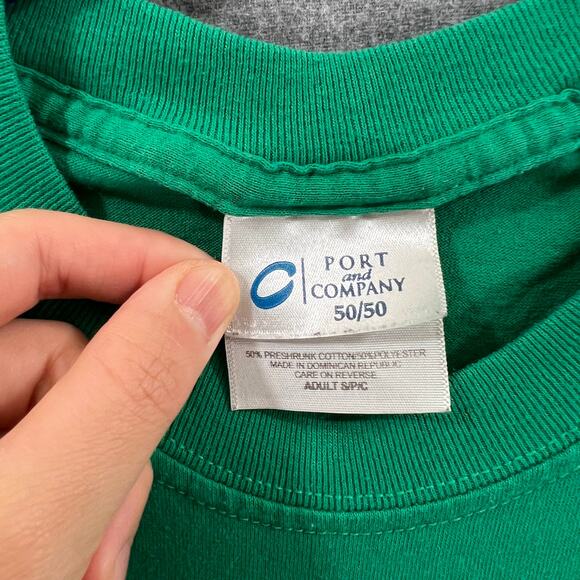 PORT
and
COMPANY
50/50
50% PRESHRUNK COTTON/50% POLYESTER
MADE IN DOMINICAN REPUBLIC
CARE ON REVERSE
ADULT S/P/C